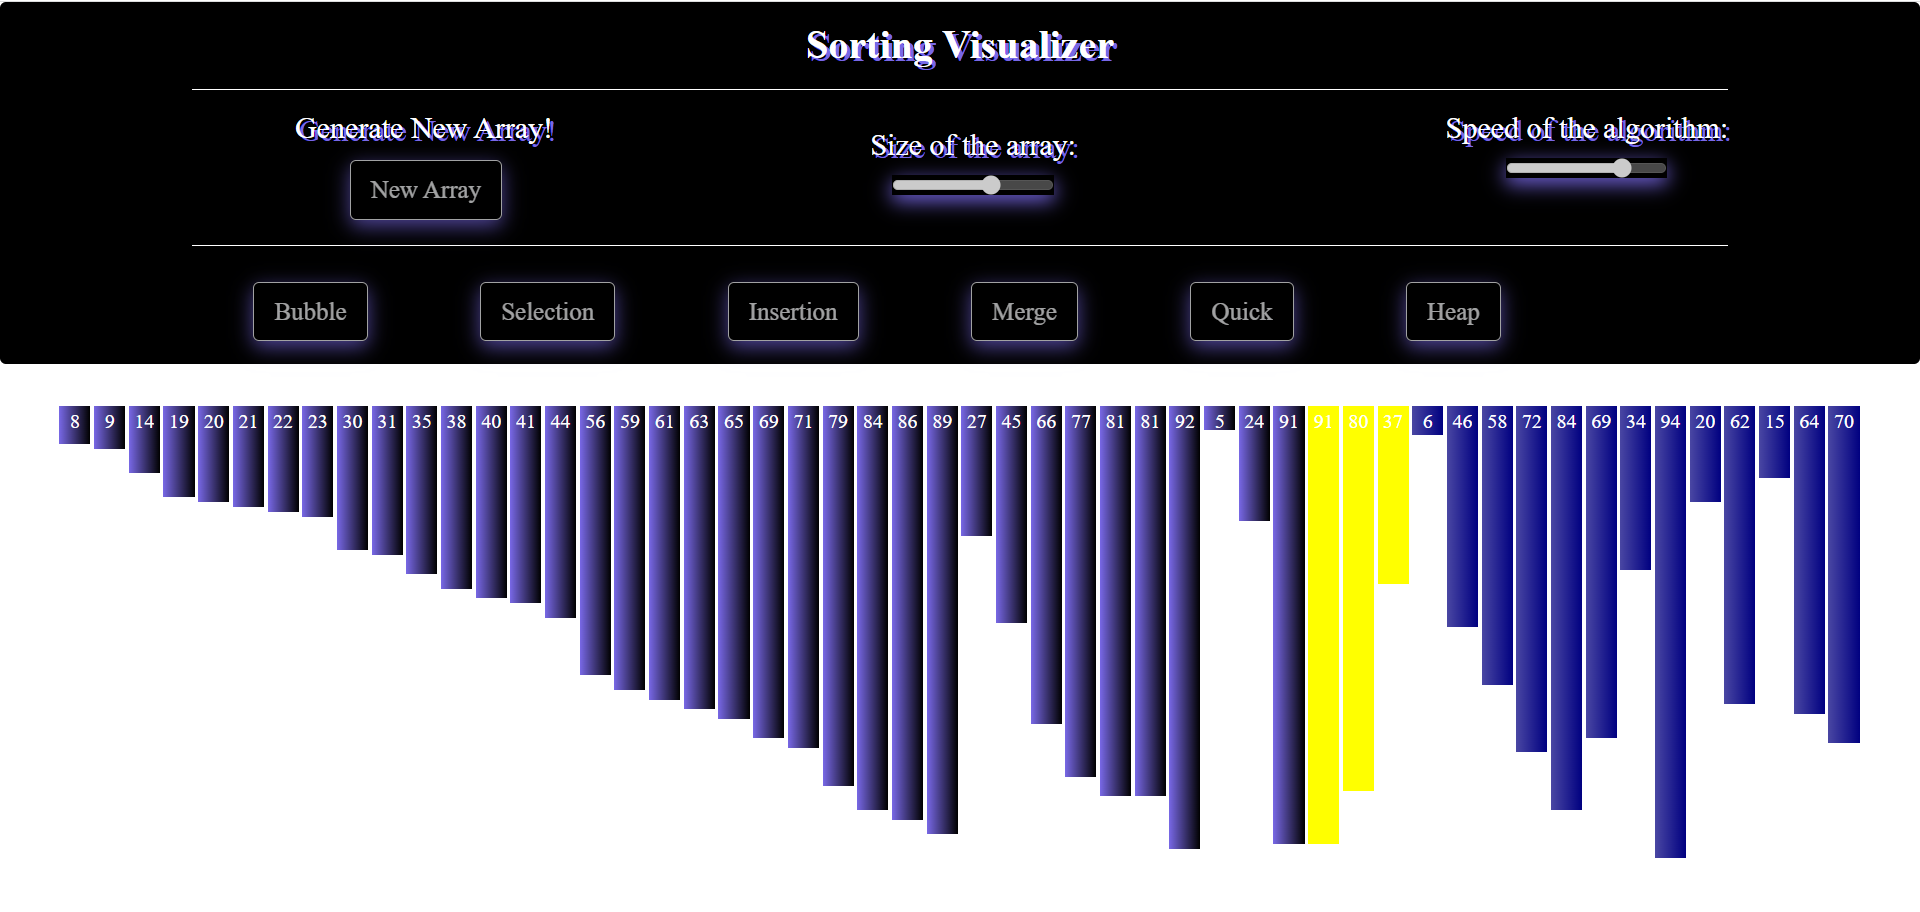 Sorting Visualizer
Generate New Array!
Size of the array:
Speed of the algorithm:
New Array
Bubble Selection Insertion Merge Quick Heap
8 9 14 19 20 21 22 23 30 31 35 38 40 41 44 56 59 61 63 65 69 71 79 84 86 89 27 45 66 77 81 81 92 5 24 91 91 80 37 6 46 58 72 84 69 34 94 20 62 15 64 70